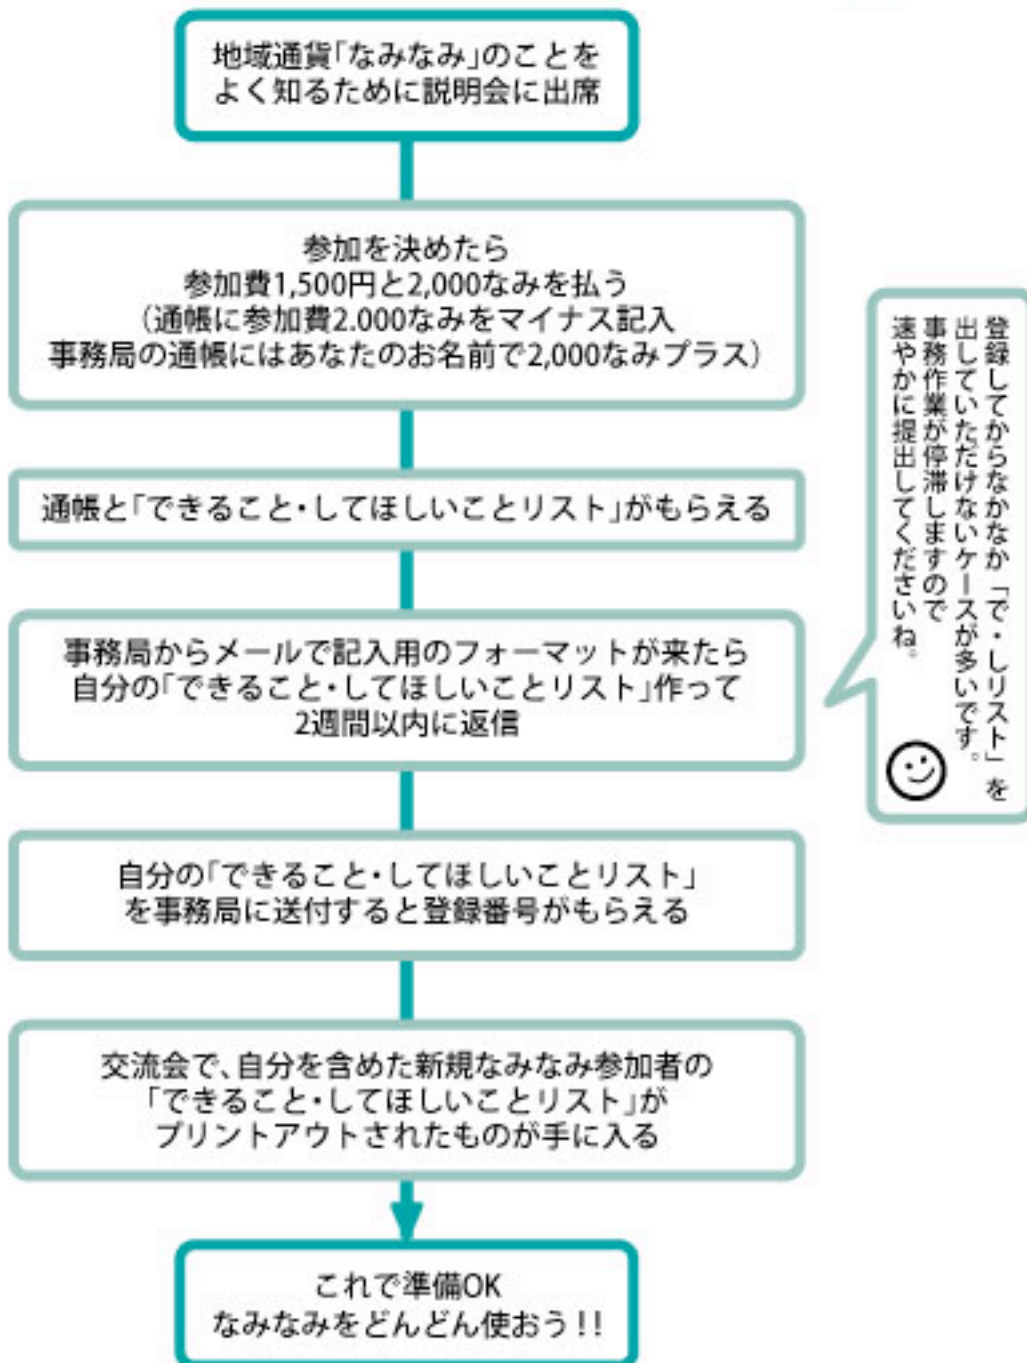 地域通貨「なみなみ」のことを
よく知るために説明会に出席
参加を決めたら
参加費1,500円と2,000なみを払う
（通帳に参加費2.000なみをマイナス記入
事務局の通帳にはあなたのお名前で2,000なみプラス）
通帳と「できること・してほしいことリスト」がもらえる
事務局からメールで記入用のフォーマットが来たら
自分の「できること・してほしいことリスト」作って
2週間以内に返信
登録してからなかなか「で・しリスト」を
出していただけないケースが多いです。
事務作業が停滞しますので
速やかに提出してくださいね。
自分の「できること・してほしいことリスト」
を事務局に送付すると登録番号がもらえる
交流会で、自分を含めた新規なみなみ参加者の
「できること・してほしいことリスト」が
プリントアウトされたものが手に入る
これで準備OK
なみなみをどんどん使おう！！